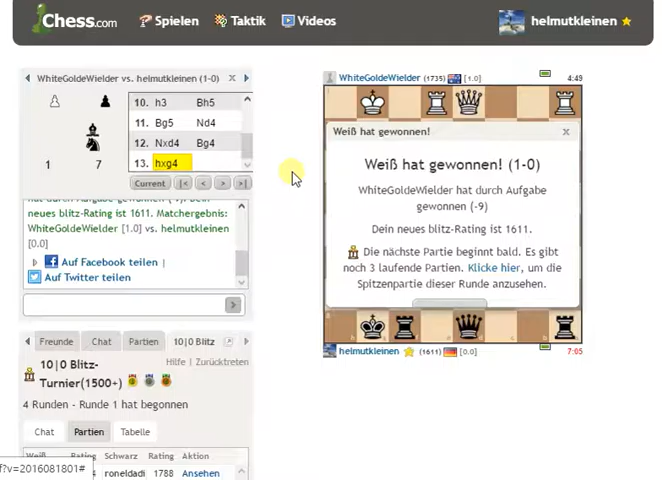 Chess.com
Spielen
Taktik
Videos
helmutkleinen
WhiteGoldeWielder vs. helmutkleinen (1-0)
10. h3 Bh5
11. Bg5 Nd4
12. Nxd4 Bg4
13. hxg4
1 7
Current |< < > >|
neues blitz-Rating ist 1611. Matchergebnis:
WhiteGoldeWielder [1.0] vs. helmutkleinen
[0.0]
Auf Facebook teilen |
Auf Twitter teilen
Freunde Chat Partien 10|0 Blitz
Hilfe | Zurücktreten
10|0 Blitz-
Turnier(1500+)
4 Runden - Runde 1 hat begonnen
Chat Partien Tabelle
Weiß Rating Schwarz Rating Aktion
roneldadi 1788 Ansehen
f?v=2016081801#
WhiteGoldeWielder (1735) [1.0] 4:49
Weiß hat gewonnen!
Weiß hat gewonnen! (1-0)
WhiteGoldeWielder hat durch Aufgabe
gewonnen (-9)
Dein neues blitz-Rating ist 1611.
Die nächste Partie beginnt bald. Es gibt
noch 3 laufende Partien. Klicke hier, um die
Spitzenpartie dieser Runde anzusehen.
helmutkleinen (1611) [0.0] 7:05